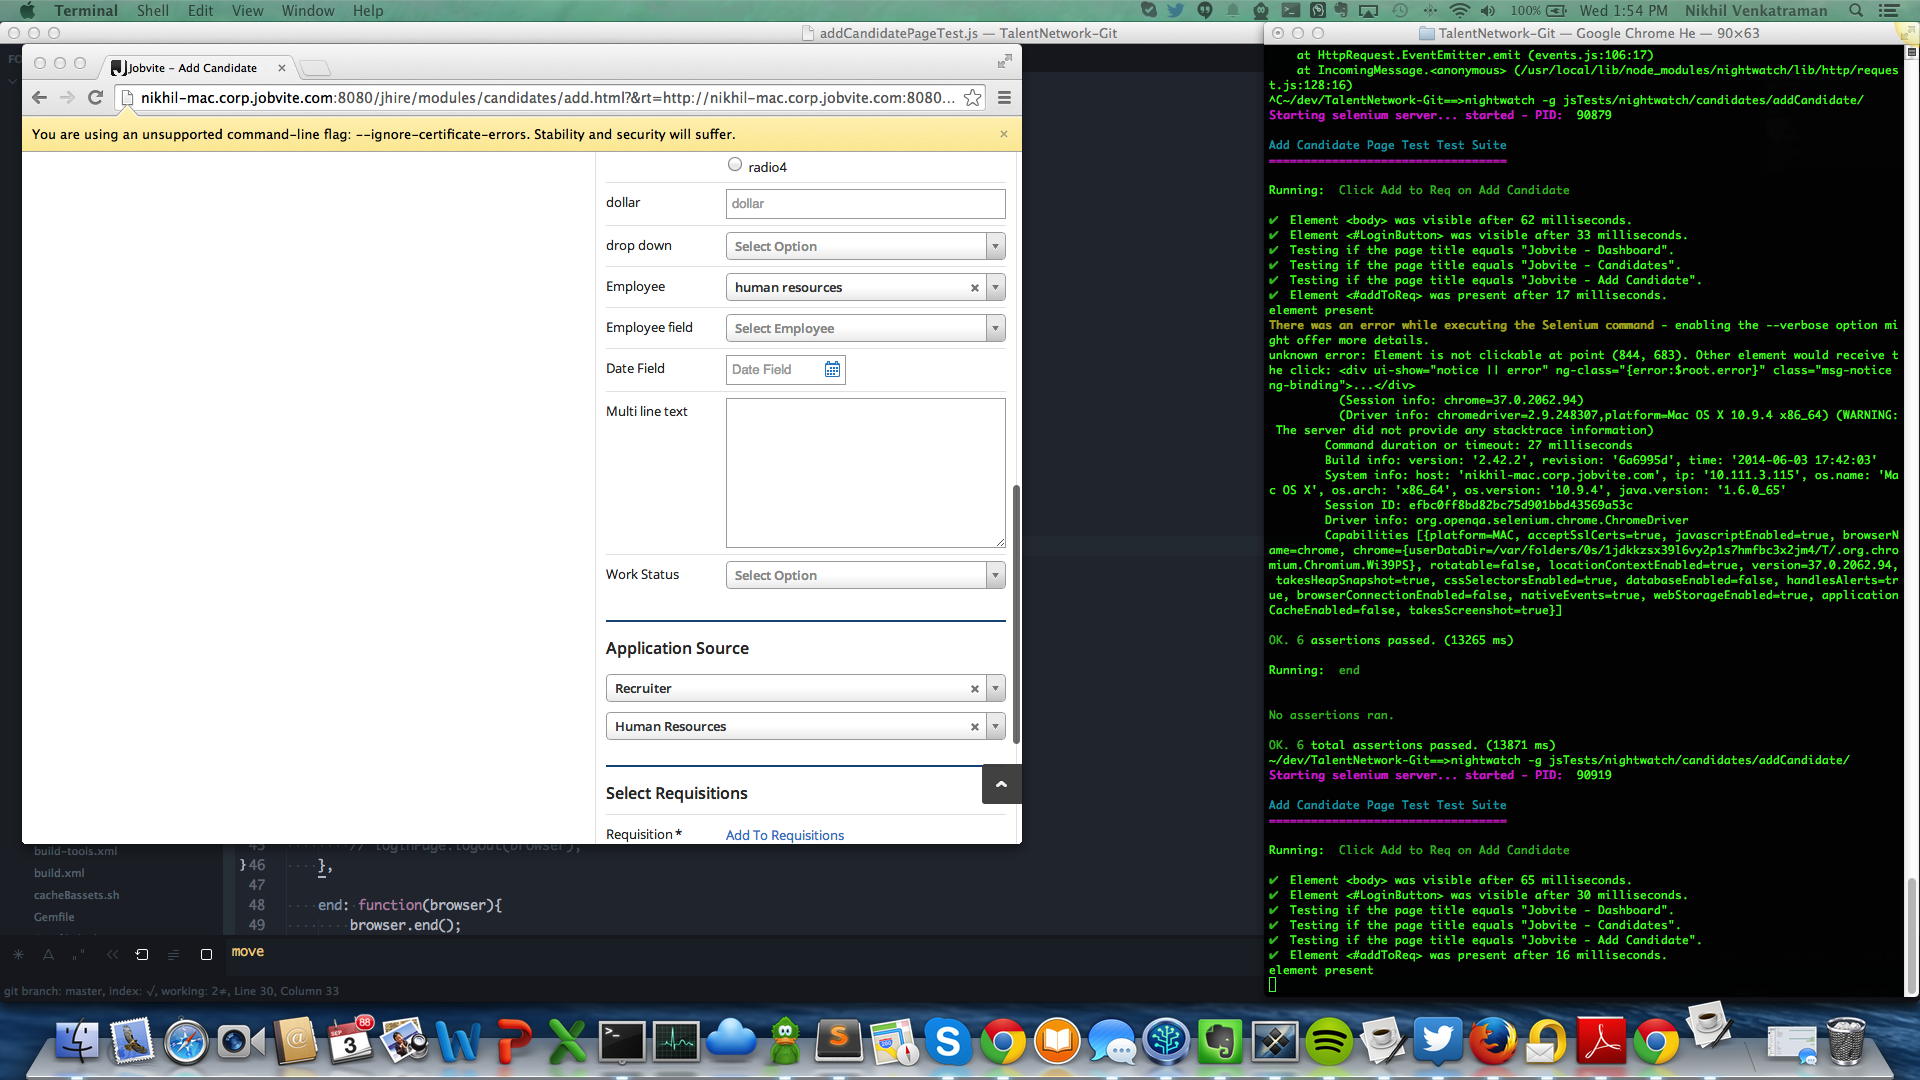 Terminal Shell Edit View Window Help
100% Wed 1:54 PM Nikhil Venkatraman
addCandidatePageTest.js — TalentNetwork-Git
Jobvite - Add Candidate
nikhil-mac.corp.jobvite.com:8080/jhire/modules/candidates/add.html?&rt=http://nikhil-mac.corp.jobvite.com:8080...
You are using an unsupported command-line flag: --ignore-certificate-errors. Stability and security will suffer.
radio4
dollar dollar
drop down Select Option
Employee human resources
Employee field Select Employee
Date Field Date Field
Multi line text
Work Status Select Option
Application Source
Recruiter
Human Resources
Select Requisitions
Requisition * Add To Requisitions
build-tools.xml
build.xml
cacheBassets.sh
Gemfile
45 // loginPage.logout(browser);
}46 },
47
48 end: function(browser){
49 browser.end();
move
git branch: master, index: √, working: 2≠, Line 30, Column 33
TalentNetwork-Git — Google Chrome He — 90×63
at HttpRequest.EventEmitter.emit (events.js:106:17)
at IncomingMessage.<anonymous> (/usr/local/lib/node_modules/nightwatch/lib/http/reques
t.js:128:16)
^C~/dev/TalentNetwork-Git==>nightwatch -g jsTests/nightwatch/candidates/addCandidate/
Starting selenium server... started - PID: 90879
Add Candidate Page Test Test Suite
==================================
Running: Click Add to Req on Add Candidate
✔ Element <body> was visible after 62 milliseconds.
✔ Element <#LoginButton> was visible after 33 milliseconds.
✔ Testing if the page title equals "Jobvite - Dashboard".
✔ Testing if the page title equals "Jobvite - Candidates".
✔ Testing if the page title equals "Jobvite - Add Candidate".
✔ Element <#addToReq> was present after 17 milliseconds.
element present
There was an error while executing the Selenium command - enabling the --verbose option mi
ght offer more details.
unknown error: Element is not clickable at point (844, 683). Other element would receive t
he click: <div ui-show="notice || error" ng-class="{error:$root.error}" class="msg-notice
ng-binding">...</div>
(Session info: chrome=37.0.2062.94)
(Driver info: chromedriver=2.9.248307,platform=Mac OS X 10.9.4 x86_64) (WARNING:
The server did not provide any stacktrace information)
Command duration or timeout: 27 milliseconds
Build info: version: '2.42.2', revision: '6a6995d', time: '2014-06-03 17:42:03'
System info: host: 'nikhil-mac.corp.jobvite.com', ip: '10.111.3.115', os.name: 'Ma
c OS X', os.arch: 'x86_64', os.version: '10.9.4', java.version: '1.6.0_65'
Session ID: efbc0ff8bd82bc75d901bbd43569a53c
Driver info: org.openqa.selenium.chrome.ChromeDriver
Capabilities [{platform=MAC, acceptSslCerts=true, javascriptEnabled=true, browserN
ame=chrome, chrome={userDataDir=/var/folders/0s/1jdkkzsx39l6vy2p1s7hmfbc3x2jm4/T/.org.chro
mium.Chromium.Wi39PS}, rotatable=false, locationContextEnabled=true, version=37.0.2062.94,
takesHeapSnapshot=true, cssSelectorsEnabled=true, databaseEnabled=false, handlesAlerts=tr
ue, browserConnectionEnabled=false, nativeEvents=true, webStorageEnabled=true, application
CacheEnabled=false, takesScreenshot=true}]
OK. 6 assertions passed. (13265 ms)
Running: end
No assertions ran.
OK. 6 total assertions passed. (13871 ms)
~/dev/TalentNetwork-Git==>nightwatch -g jsTests/nightwatch/candidates/addCandidate/
Starting selenium server... started - PID: 90919
Add Candidate Page Test Test Suite
==================================
Running: Click Add to Req on Add Candidate
✔ Element <body> was visible after 65 milliseconds.
✔ Element <#LoginButton> was visible after 30 milliseconds.
✔ Testing if the page title equals "Jobvite - Dashboard".
✔ Testing if the page title equals "Jobvite - Candidates".
✔ Testing if the page title equals "Jobvite - Add Candidate".
✔ Element <#addToReq> was present after 16 milliseconds.
element present
SEP
3
88